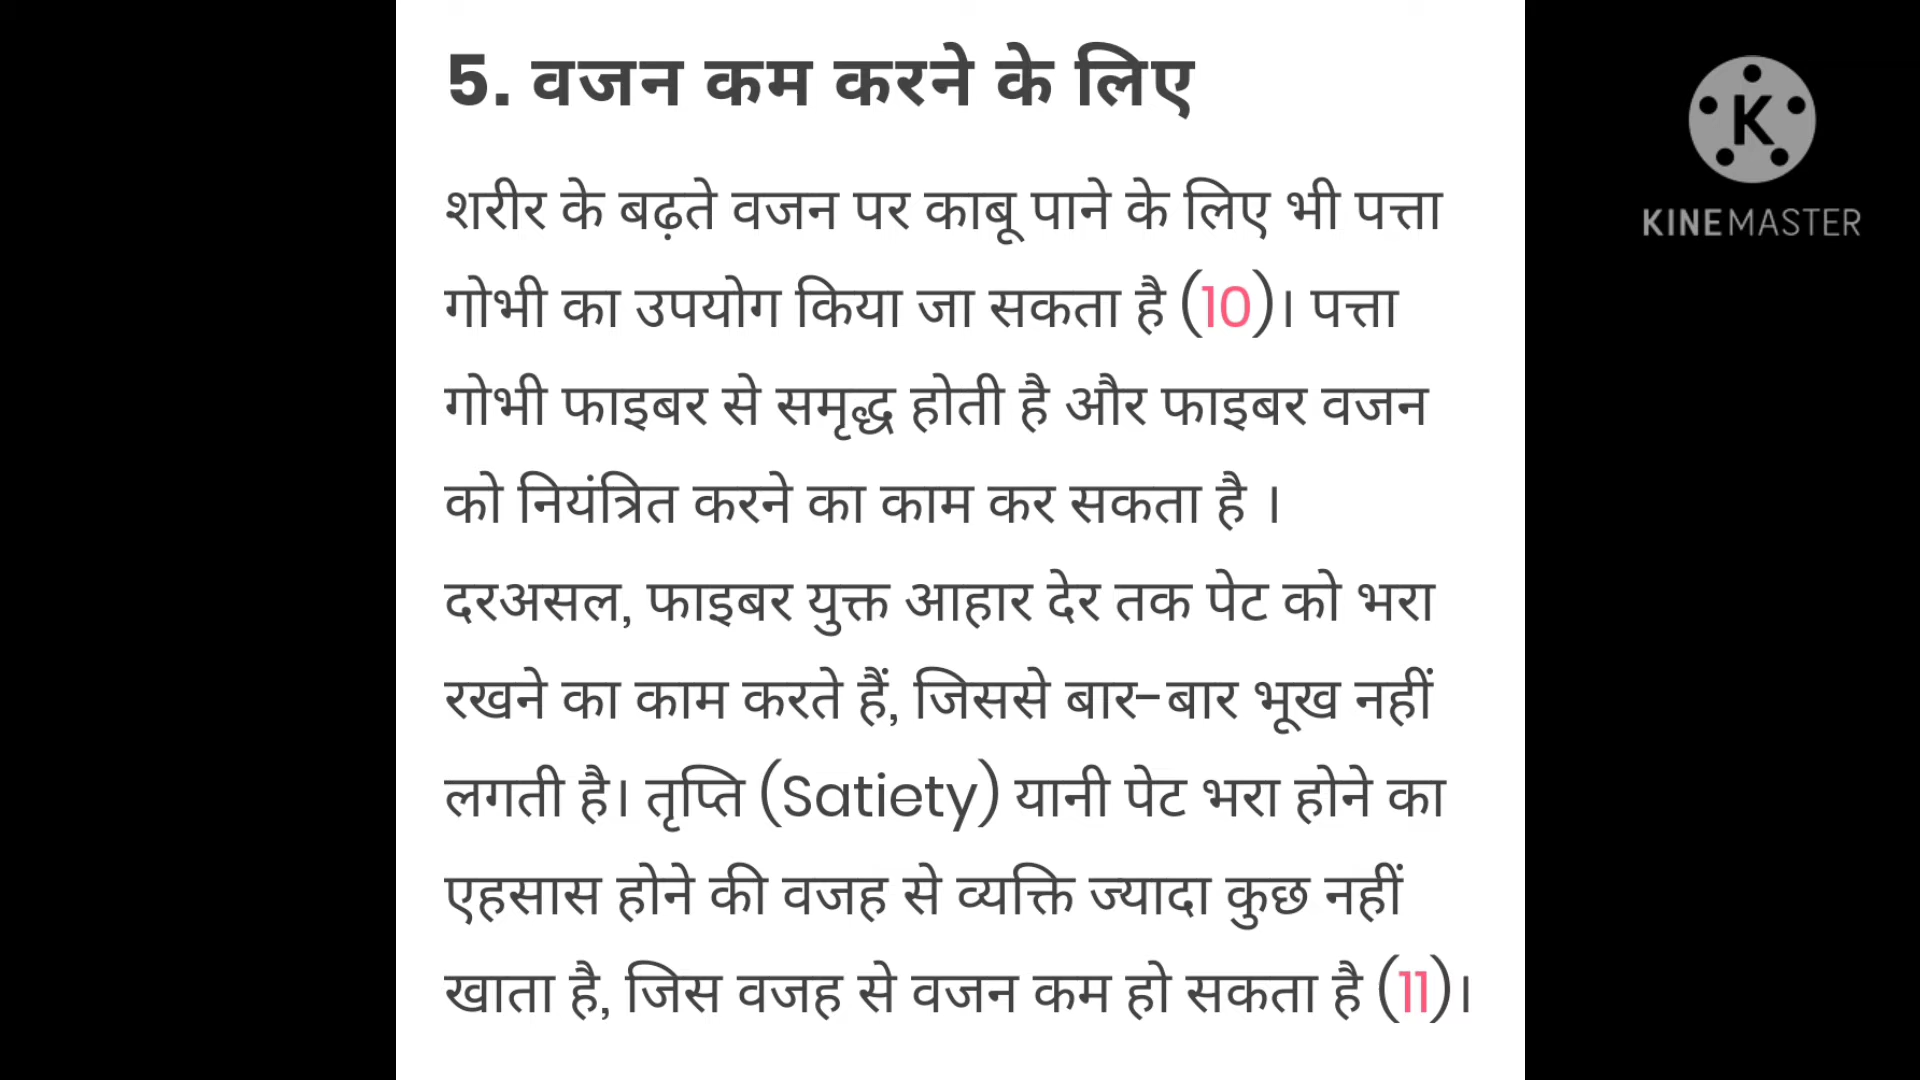 5. वजन कम करने के लिए
शरीर के बढ़ते वजन पर काबू पाने के लिए भी पत्ता
गोभी का उपयोग किया जा सकता है (10)। पत्ता
गोभी फाइबर से समृद्ध होती है और फाइबर वजन
को नियंत्रित करने का काम कर सकता है ।
दरअसल, फाइबर युक्त आहार देर तक पेट को भरा
रखने का काम करते हैं, जिससे बार-बार भूख नहीं
लगती है। तृप्ति (Satiety) यानी पेट भरा होने का
एहसास होने की वजह से व्यक्ति ज्यादा कुछ नहीं
खाता है, जिस वजह से वजन कम हो सकता है (11)।
K
KINEMASTER